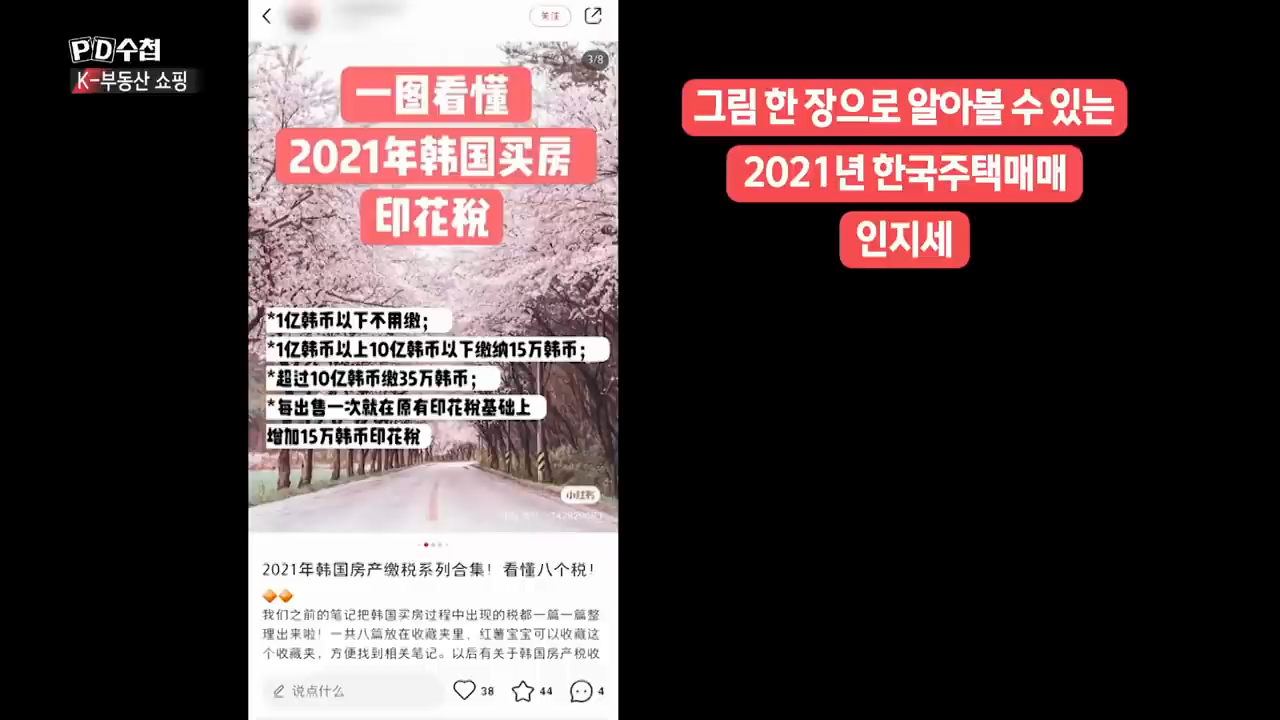 PD수첩
K-부동산 쇼핑
关注
3/8
一图看懂
2021年韩国买房
印花稅
*1亿韩币以下不用缴；
*1亿韩币以上10亿韩币以下缴纳15万韩币；
*超过10亿韩币缴35万韩币；
*每出售一次就在原有印花稅基础上
增加15万韩币印花稅
小红书
2021年韩国房产缴税系列合集！看懂八个税！
我们之前的笔记把韩国买房过程中出现的税都一篇一篇整
理出来啦！一共八篇放在收藏夹里，红薯宝宝可以收藏这
个收藏夹，方便找到相关笔记。以后有关于韩国房产税收
说点什么
38
44
4
그림 한 장으로 알아볼 수 있는
2021년 한국주택매매
인지세